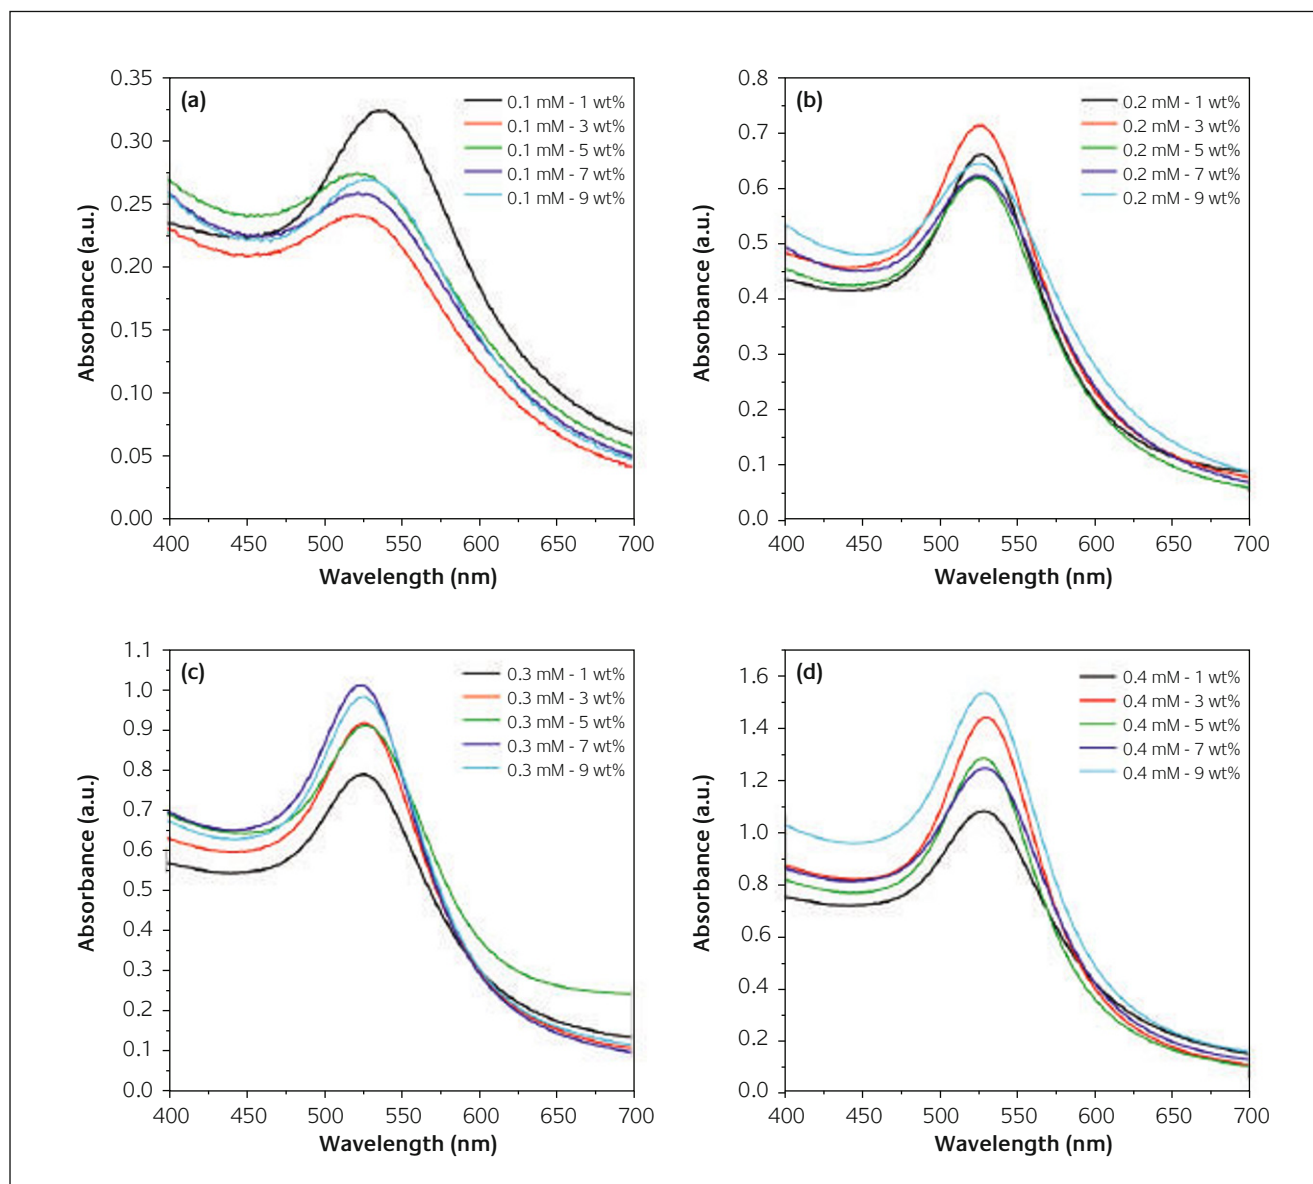 (a)
0.1 mM - 1 wt%
0.1 mM - 3 wt%
0.1 mM - 5 wt%
0.1 mM - 7 wt%
0.1 mM - 9 wt%
0.35
0.30
0.25
0.20
0.15
0.10
0.05
0.00
Absorbance (a.u.)
400 450 500 550 600 650 700
Wavelength (nm)
(b)
0.2 mM - 1 wt%
0.2 mM - 3 wt%
0.2 mM - 5 wt%
0.2 mM - 7 wt%
0.2 mM - 9 wt%
0.8
0.7
0.6
0.5
0.4
0.3
0.2
0.1
0.0
Absorbance (a.u.)
400 450 500 550 600 650 700
Wavelength (nm)
(c)
0.3 mM - 1 wt%
0.3 mM - 3 wt%
0.3 mM - 5 wt%
0.3 mM - 7 wt%
0.3 mM - 9 wt%
1.1
1.0
0.9
0.8
0.7
0.6
0.5
0.4
0.3
0.2
0.1
0.0
Absorbance (a.u.)
400 450 500 550 600 650 700
Wavelength (nm)
(d)
0.4 mM - 1 wt%
0.4 mM - 3 wt%
0.4 mM - 5 wt%
0.4 mM - 7 wt%
0.4 mM - 9 wt%
1.6
1.4
1.2
1.0
0.8
0.6
0.4
0.2
0.0
Absorbance (a.u.)
400 450 500 550 600 650 700
Wavelength (nm)